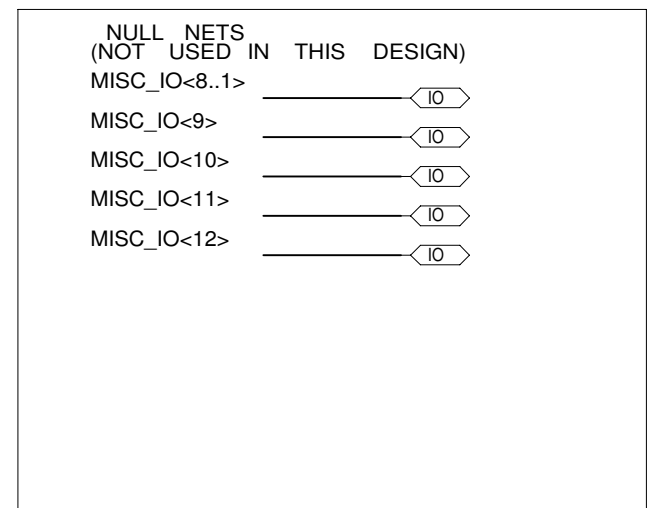 NULL NETS
(NOT USED IN THIS DESIGN)
MISC_IO<8..1>
IO
MISC_IO<9>
IO
MISC_IO<10>
IO
MISC_IO<11>
IO
MISC_IO<12>
IO